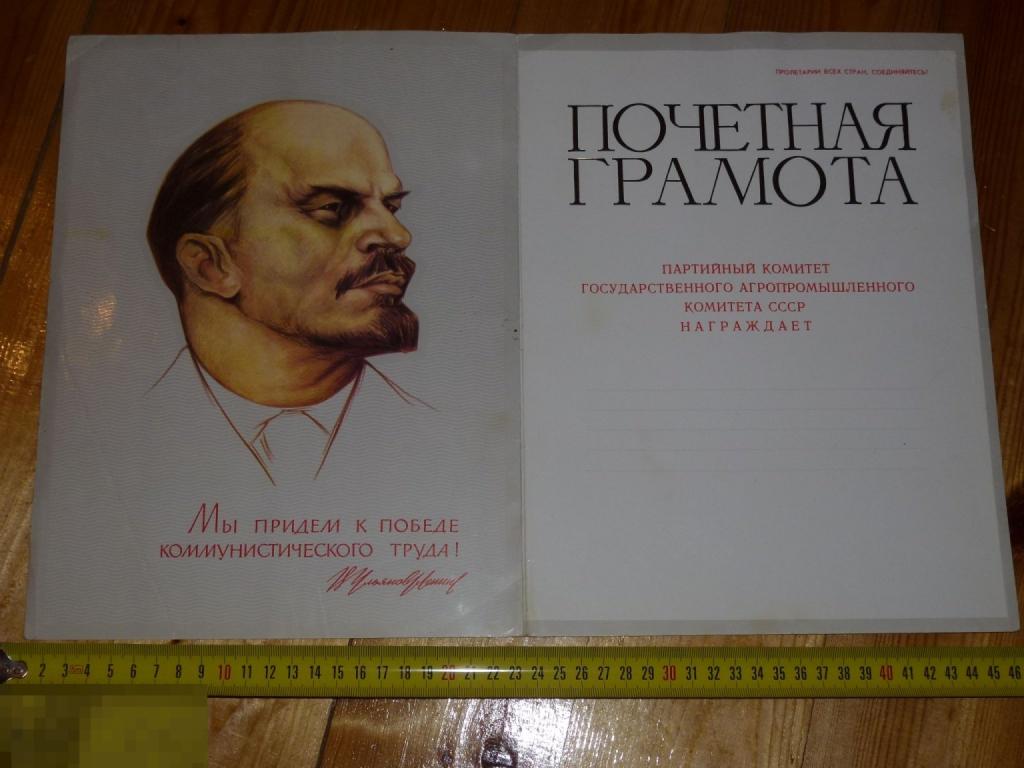 ПРОЛЕТАРИИ ВСЕХ СТРАН, СОЕДИНЯЙТЕСЬ!
ПОЧЕТНАЯ
ГРАМОТА
ПАРТИЙНЫЙ КОМИТЕТ
ГОСУДАРСТВЕННОГО АГРОПРОМЫШЛЕННОГО
КОМИТЕТА СССР
НАГРАЖДАЕТ
Мы ПРИДЕМ К ПОБЕДЕ
КОММУНИСТИЧЕСКОГО ТРУДА!
В Ульянов (Ленин)
2 3 4 5 6 7 8 9 10 11 12 13 14 15 16 17 18 19 20 21 22 23 24 25 26 27 28 29 30 31 32 33 34 35 36 37 38 39 40 41 42 43 44 45 46